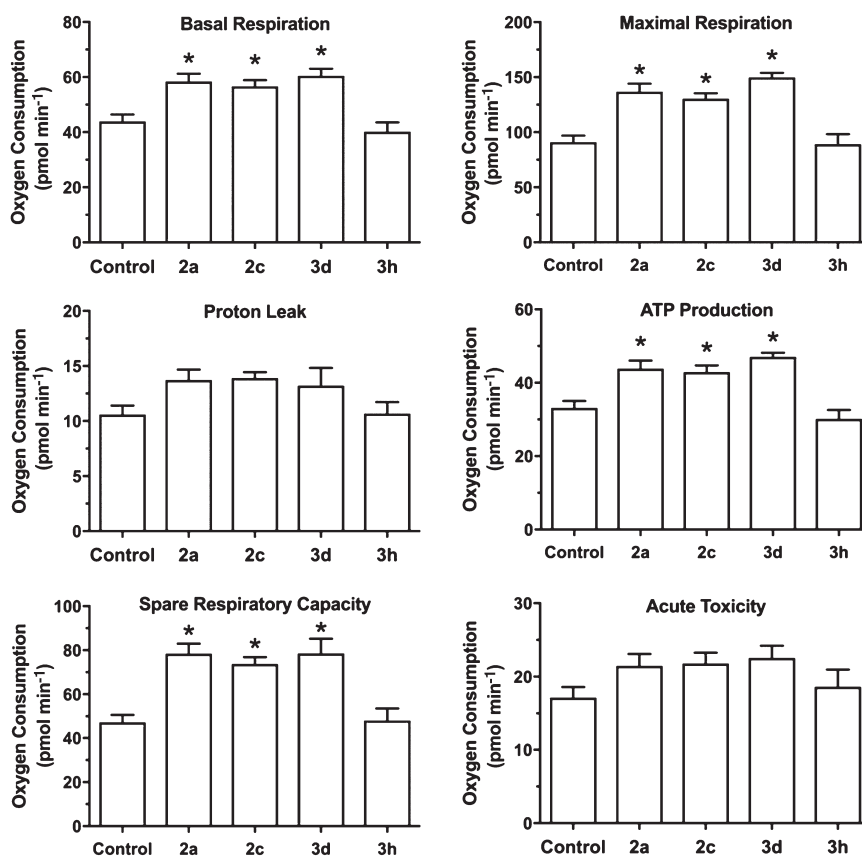 Basal Respiration
Oxygen Consumption
(pmol min⁻¹)
80
60
40
20
0
* * *
Control 2a 2c 3d 3h
Maximal Respiration
Oxygen Consumption
(pmol min⁻¹)
200
150
100
50
0
* * *
Control 2a 2c 3d 3h
Proton Leak
Oxygen Consumption
(pmol min⁻¹)
20
15
10
5
0
Control 2a 2c 3d 3h
ATP Production
Oxygen Consumption
(pmol min⁻¹)
60
40
20
0
* * *
Control 2a 2c 3d 3h
Spare Respiratory Capacity
Oxygen Consumption
(pmol min⁻¹)
100
80
60
40
20
0
* * *
Control 2a 2c 3d 3h
Acute Toxicity
Oxygen Consumption
(pmol min⁻¹)
30
20
10
0
Control 2a 2c 3d 3h